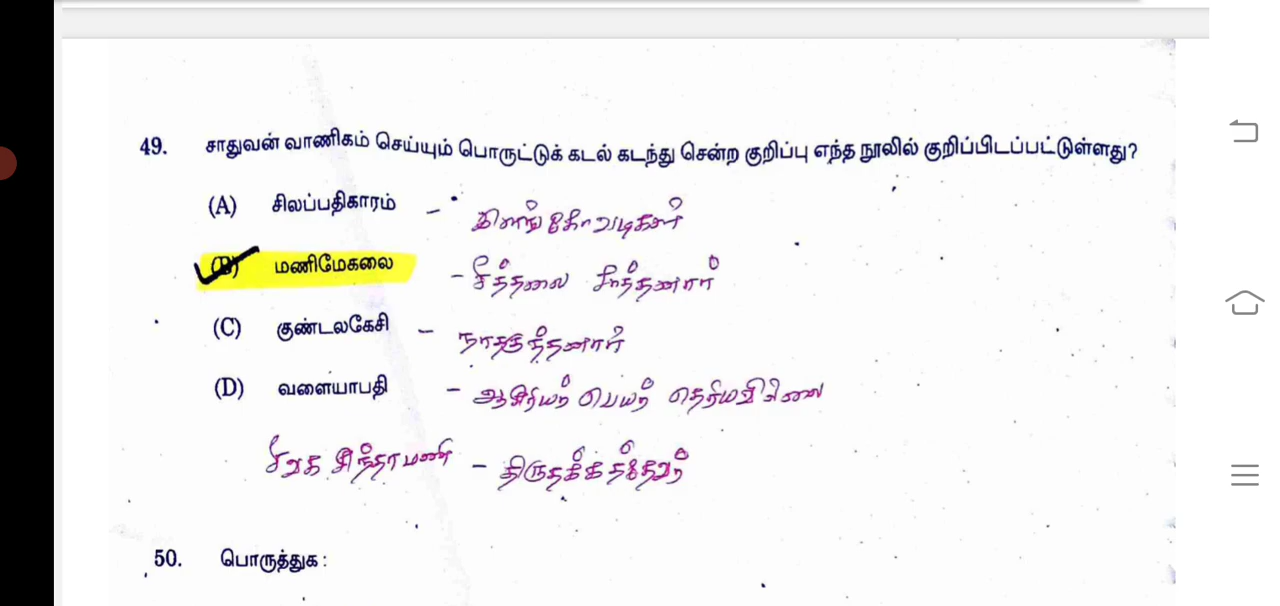 49. சாதுவன் வாணிகம் செய்யும் பொருட்டுக் கடல் கடந்து சென்ற குறிப்பு எந்த நூலில் குறிப்பிடப்பட்டுள்ளது?
(A) சிலப்பதிகாரம் - இளங்கோவடிகள்
(B) மணிமேகலை - சீத்தலை சாத்தனார்
(C) குண்டலகேசி - நாதகுத்தனார்
(D) வளையாபதி - ஆசிரியர் பெயர் தெரியவில்லை
சீவக சிந்தாமணி - திருதக்கத்தேவர்
50. பொருத்துக :